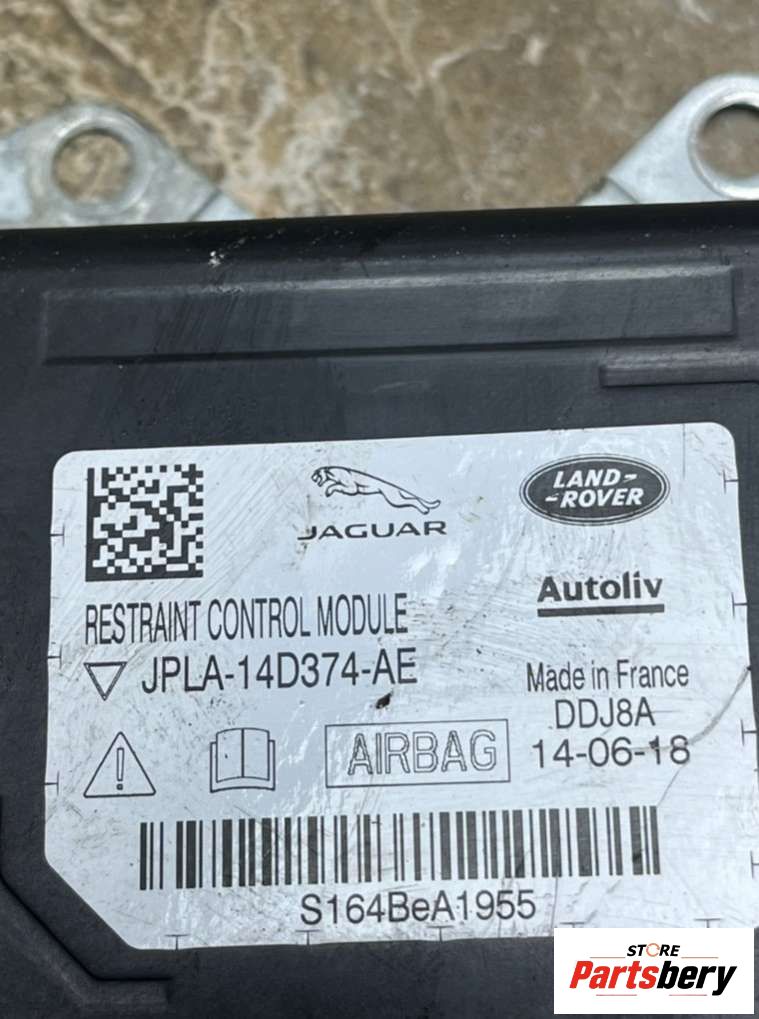 JAGUAR
LAND-
-ROVER
Autoliv
RESTRAINT CONTROL MODULE
JPLA-14D374-AE
Made in France
DDJ8A
14-06-18
AIRBAG
S164BeA1955
STORE
Partsbery